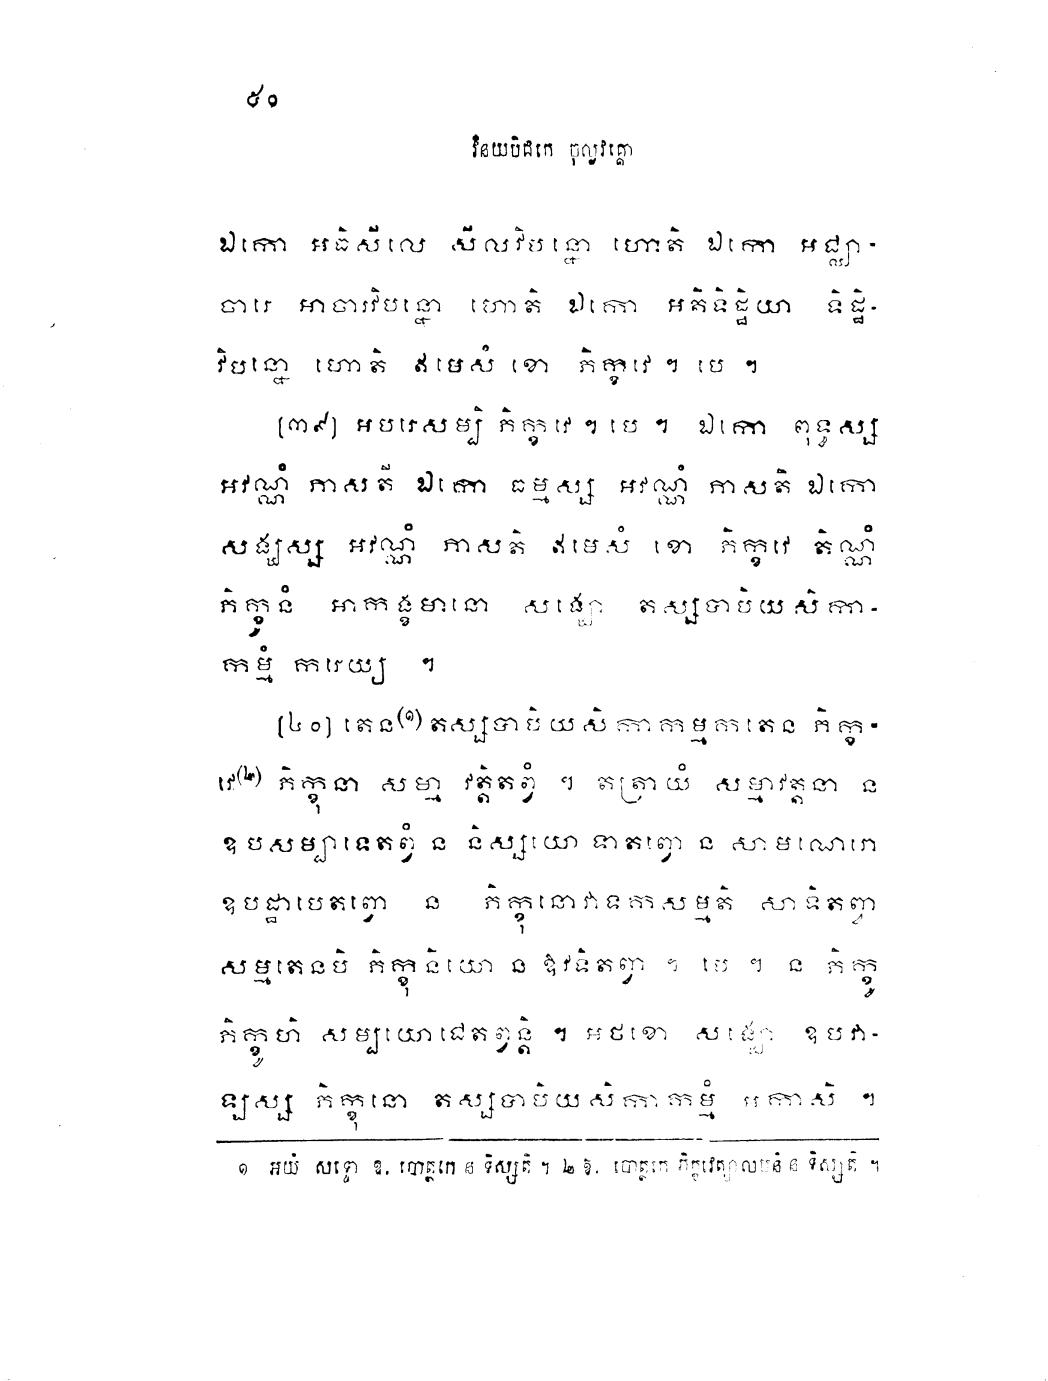 ៥០
វិនយបិដកេ ចុល្លវគ្គោ
ឯកោ អធិសីលេ សីលវិបន្នោ ហោតិ ឯកោ អជ្ឈា-
ចារេ អាចារវិបន្នោ ហោតិ ឯកោ អតិទិដ្ឋិយា ទិដ្ឋិ-
វិបន្នោ ហោតិ ឥមេសំ ខោ ភិក្ខវេ ។ បេ ។
(៣៩) អបរេសម្បិ ភិក្ខវេ ។ បេ ។ ឯកោ ពុទ្ធស្ស
អវណ្ណំ ភាសតិ ឯកោ ធម្មស្ស អវណ្ណំ ភាសតិ ឯកោ
សង្ឃស្ស អវណ្ណំ ភាសតិ ឥមេសំ ខោ ភិក្ខវេ តិណ្ណំ
ភិក្ខូនំ អាកង្ខមានោ សង្ឃោ តស្សបាបិយសិកា-
កម្មំ ករេយ្យ ។
(៤០) តេន(១) តស្សបាបិយសិកាកម្មកតេន ភិក្ខ-
វេ(២) ភិក្ខុនា សម្មា វត្តិតព្វំ ។ តត្រាយំ សម្មាវត្តនា ន
ឧបសម្បាទេតព្វំ ន និស្សយោ ទាតព្វោ ន សាមណេរោ
ឧបដ្ឋាបេតព្វោ ន ភិក្ខុនោវាទកសម្មតិ សាទិតព្វា
សម្មតេនបិ ភិក្ខុនិយោ ន ឱវទិតព្វា ។ បេ ។ ន ភិក្ខូ
ភិក្ខូហិ សម្បយោជេតព្វន្តិ ។ អថខោ សង្ឃោ ឧបវា-
ឡស្ស ភិក្ខុនោ តស្សបាបិយសិកាកម្មំ អកាសិ ។
១ អយំ សទ្ទោ ឱ. បោត្ថកេ ន ទិស្សតិ ។ ២ ឱ. បោត្ថកេ ភិក្ខវេត្យាលបនំ ន ទិស្សតិ ។